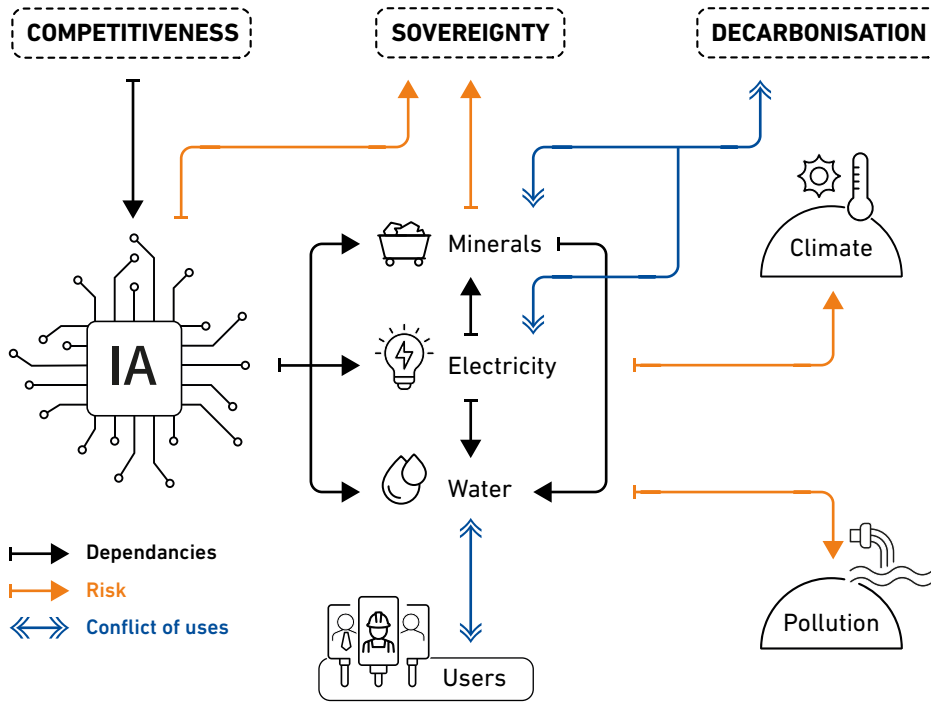 COMPETITIVENESS
SOVEREIGNTY
DECARBONISATION
Minerals
Climate
IA
Electricity
Water
Dependancies
Risk
Conflict of uses
Pollution
Users